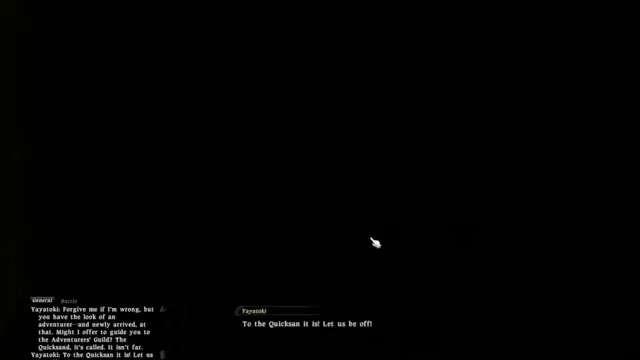 General Battle
Yayatoki: Forgive me if I'm wrong, but
you have the look of an
adventurer—and newly arrived, at
that. Might I offer to guide you to
the Adventurers' Guild? The
Quicksand, it's called. It isn't far.
Yayatoki: To the Quicksan it is! Let us
Yayatoki
To the Quicksan it is! Let us be off!